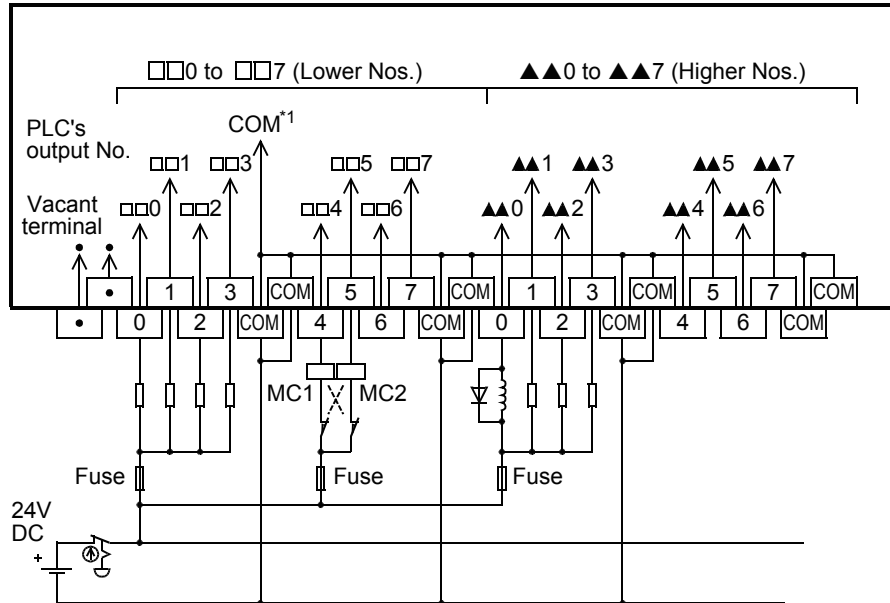 □□0 to □□7 (Lower Nos.) ▲▲0 to ▲▲7 (Higher Nos.)
PLC's
output No.
COM*1
□□1 □□3 □□5 □□7 ▲▲1 ▲▲3 ▲▲5 ▲▲7
Vacant
terminal
□□0 □□2 □□4 □□6 ▲▲0 ▲▲2 ▲▲4 ▲▲6
• •
• 1 3 COM 5 7 COM 1 3 COM 5 7 COM
• 0 2 COM 4 6 COM 0 2 COM 4 6 COM
MC1 MC2
Fuse Fuse Fuse
24V
DC
+